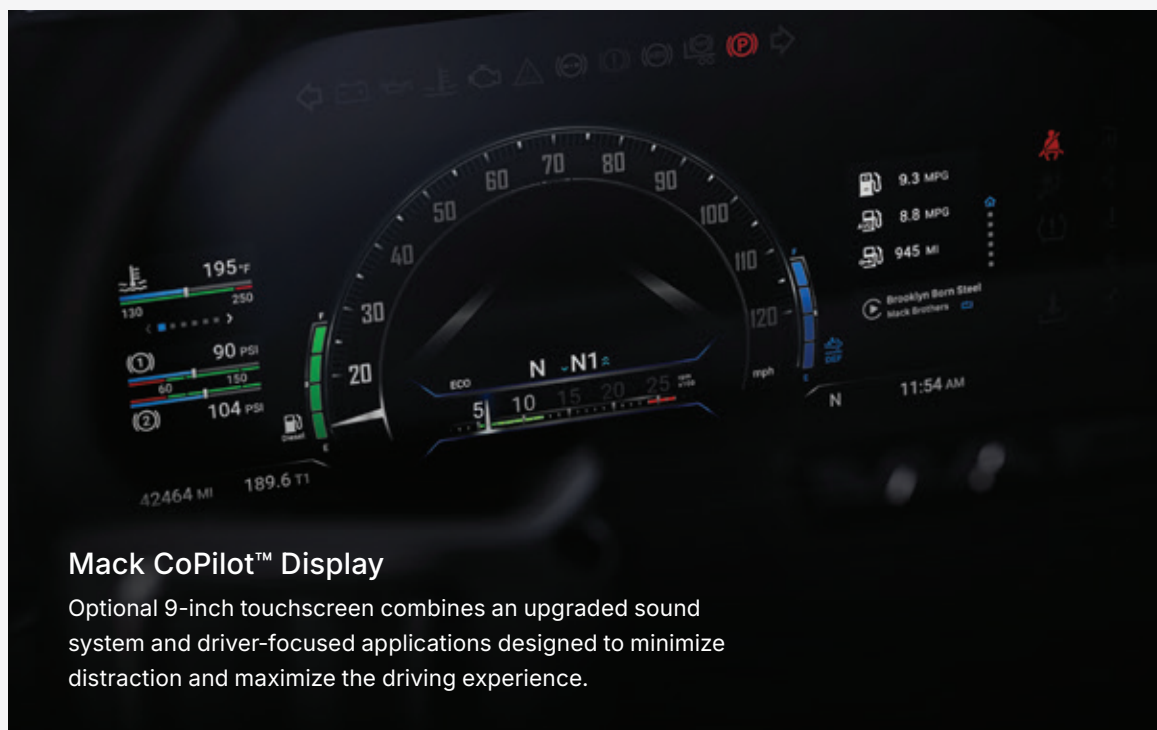 P
60
70
80
90
50
100
40
110
30
120
20
mph
195°F
130
250
1
90 PSI
60
150
2
104 PSI
F
Diesel
E
42464 MI
189.6 T1
ECO
N
N1
5
10
15
20
25
F
DEF
E
9.3 MPG
8.8 MPG
945 MI
Brooklyn Born Steel
Mack Brothers
N
11:54 AM
Mack CoPilot™ Display
Optional 9-inch touchscreen combines an upgraded sound
system and driver-focused applications designed to minimize
distraction and maximize the driving experience.